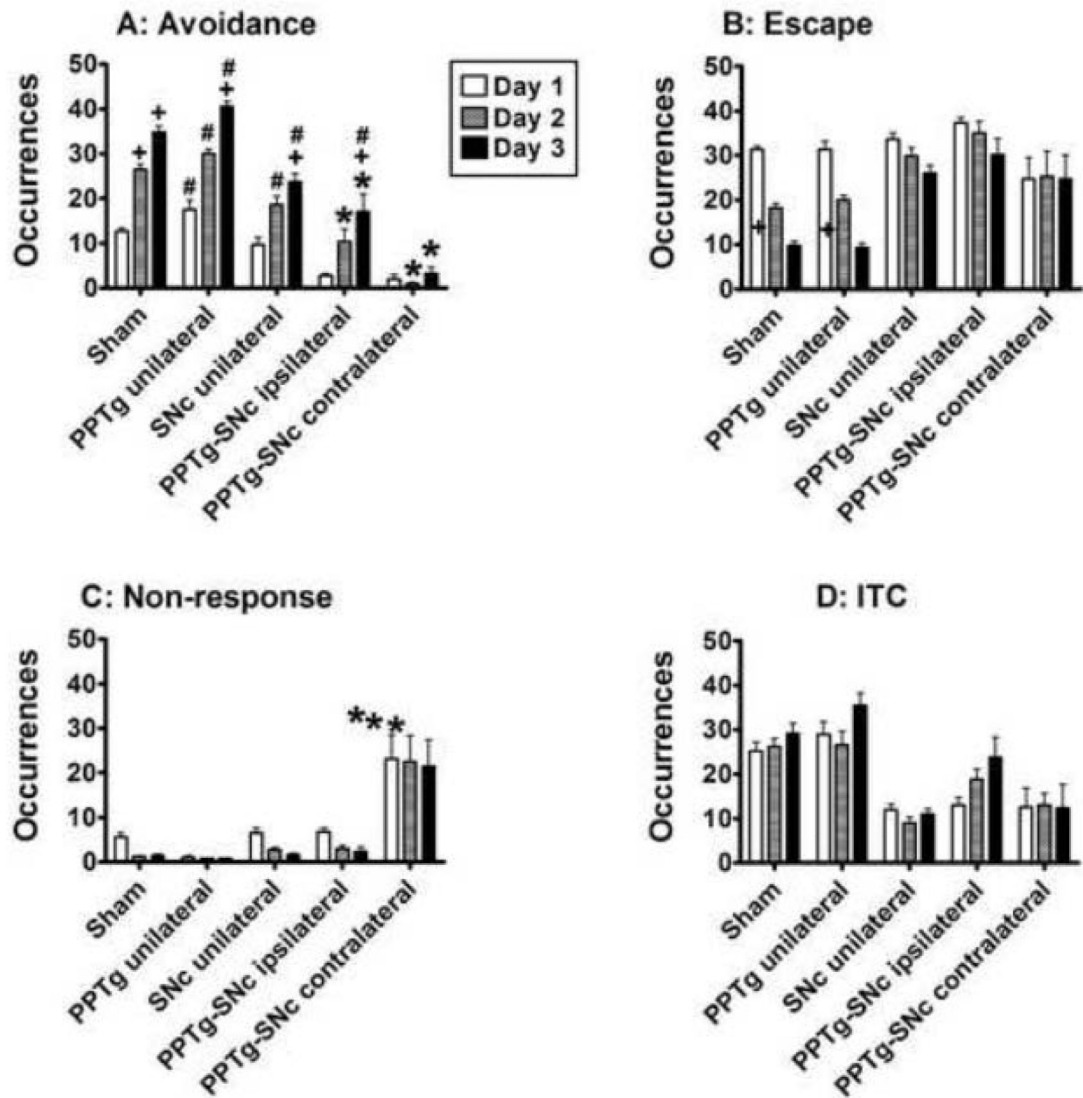 A: Avoidance
50
40
30
20
10
0
Occurrences
+
+
#
#
#
+
#
#
+
*
#
+
*
*
*
Sham
PPTg unilateral
SNc unilateral
PPTg-SNc ipsilateral
PPTg-SNc contralateral
Day 1
Day 2
Day 3
B: Escape
50
40
30
20
10
0
Occurrences
+
+
Sham
PPTg unilateral
SNc unilateral
PPTg-SNc ipsilateral
PPTg-SNc contralateral
C: Non-response
50
40
30
20
10
0
Occurrences
***
Sham
PPTg unilateral
SNc unilateral
PPTg-SNc ipsilateral
PPTg-SNc contralateral
D: ITC
50
40
30
20
10
0
Occurrences
Sham
PPTg unilateral
SNc unilateral
PPTg-SNc ipsilateral
PPTg-SNc contralateral